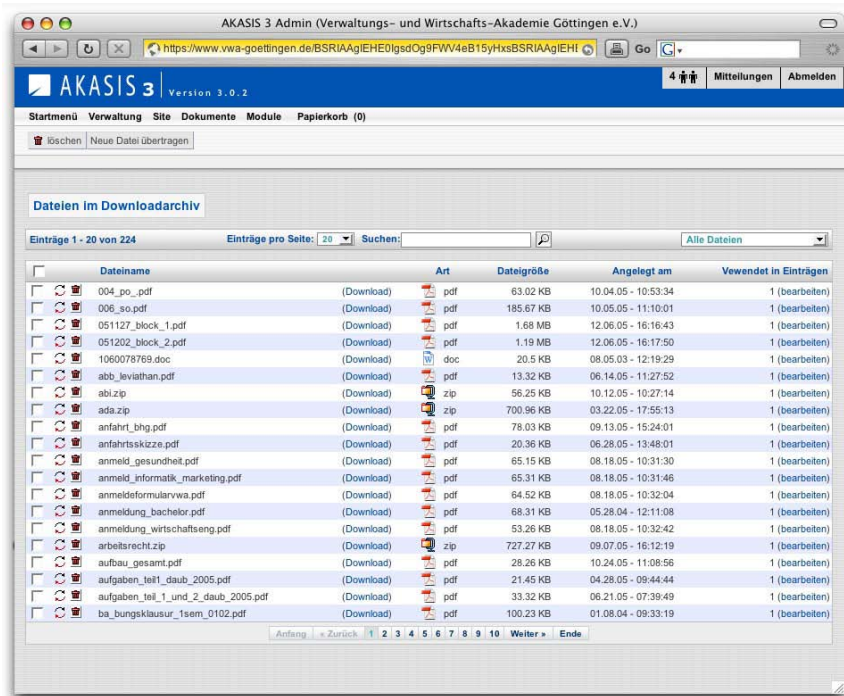 AKASIS 3 Admin (Verwaltungs- und Wirtschafts-Akademie Göttingen e.V.)
https://www.vwa-goettingen.de/ Go G
AKASIS 3 Version 3.0.2 4 Mitteilungen Abmelden
Startmenü Verwaltung Site Dokumente Module Papierkorb (0)
löschen Neue Datei übertragen
Dateien im Downloadarchiv
Einträge 1 - 20 von 224 Einträge pro Seite: 20 Suchen: Alle Dateien
Dateiname Art Dateigröße Angelegt am Vewendet in Einträgen
004_po_.pdf (Download) pdf 63.02 KB 10.04.05 - 10:53:34 1 (bearbeiten)
006_so.pdf (Download) pdf 185.67 KB 10.05.05 - 11:10:01 1 (bearbeiten)
051127_block_1.pdf (Download) pdf 1.68 MB 12.06.05 - 16:16:43 1 (bearbeiten)
051202_block_2.pdf (Download) pdf 1.19 MB 12.06.05 - 16:17:50 1 (bearbeiten)
1060078769.doc (Download) W doc 20.5 KB 08.05.03 - 12:19:29 1 (bearbeiten)
abb_leviathan.pdf (Download) pdf 13.32 KB 06.14.05 - 11:27:52 1 (bearbeiten)
abi.zip (Download) zip 56.25 KB 10.12.05 - 10:27:14 1 (bearbeiten)
ada.zip (Download) zip 700.96 KB 03.22.05 - 17:55:13 1 (bearbeiten)
anfahrt_bhg.pdf (Download) pdf 78.03 KB 09.13.05 - 15:24:01 1 (bearbeiten)
anfahrtsskizze.pdf (Download) pdf 20.36 KB 06.28.05 - 13:48:01 1 (bearbeiten)
anmeld_gesundheit.pdf (Download) pdf 65.15 KB 08.18.05 - 10:31:30 1 (bearbeiten)
anmeld_informatik_marketing.pdf (Download) pdf 65.31 KB 08.18.05 - 10:31:46 1 (bearbeiten)
anmeldeformularvwa.pdf (Download) pdf 64.52 KB 08.18.05 - 10:32:04 1 (bearbeiten)
anmeldung_bachelor.pdf (Download) pdf 68.31 KB 05.28.04 - 12:11:08 1 (bearbeiten)
anmeldung_wirtschaftseng.pdf (Download) pdf 53.26 KB 08.18.05 - 10:32:42 1 (bearbeiten)
arbeitsrecht.zip (Download) zip 727.27 KB 09.07.05 - 16:12:19 1 (bearbeiten)
aufbau_gesamt.pdf (Download) pdf 28.26 KB 10.24.05 - 11:08:56 1 (bearbeiten)
aufgaben_teil1_daub_2005.pdf (Download) pdf 21.45 KB 04.28.05 - 09:44:44 1 (bearbeiten)
aufgaben_teil_1_und_2_daub_2005.pdf (Download) pdf 33.32 KB 06.21.05 - 07:39:49 1 (bearbeiten)
ba_bungsklausur_1sem_0102.pdf (Download) pdf 100.23 KB 01.08.04 - 09:33:19 1 (bearbeiten)
Anfang « Zurück 1 2 3 4 5 6 7 8 9 10 Weiter » Ende